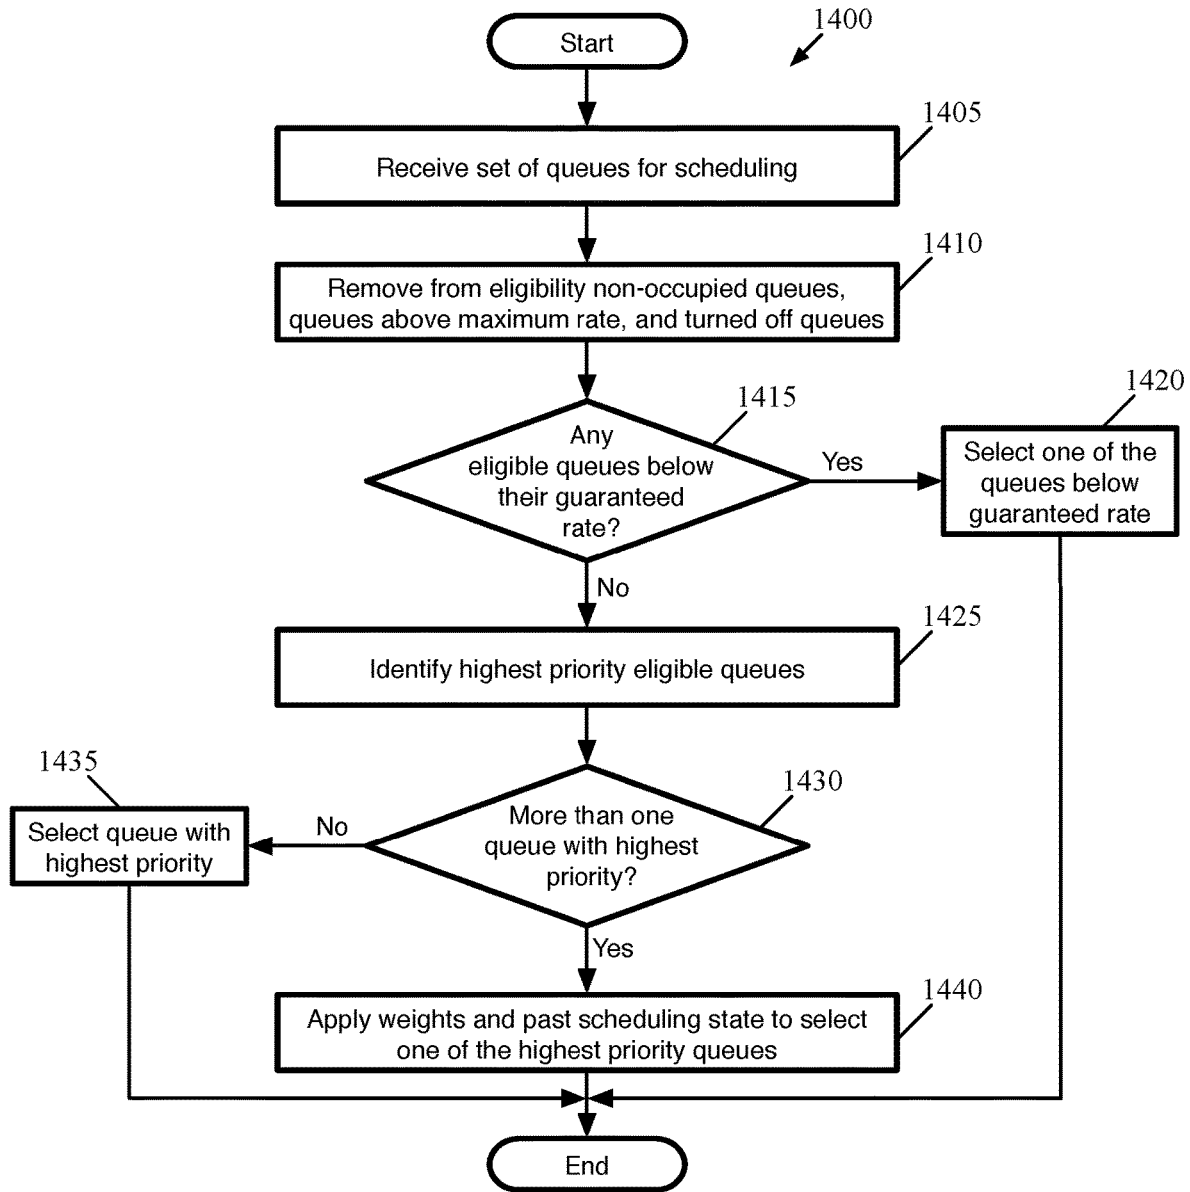 Start
1400
1405
Receive set of queues for scheduling
1410
Remove from eligibility non-occupied queues,
queues above maximum rate, and turned off queues
1415
Any
eligible queues below
their guaranteed
rate?
Yes
1420
Select one of the
queues below
guaranteed rate
No
1425
Identify highest priority eligible queues
1430
More than one
queue with highest
priority?
No
1435
Select queue with
highest priority
Yes
1440
Apply weights and past scheduling state to select
one of the highest priority queues
End